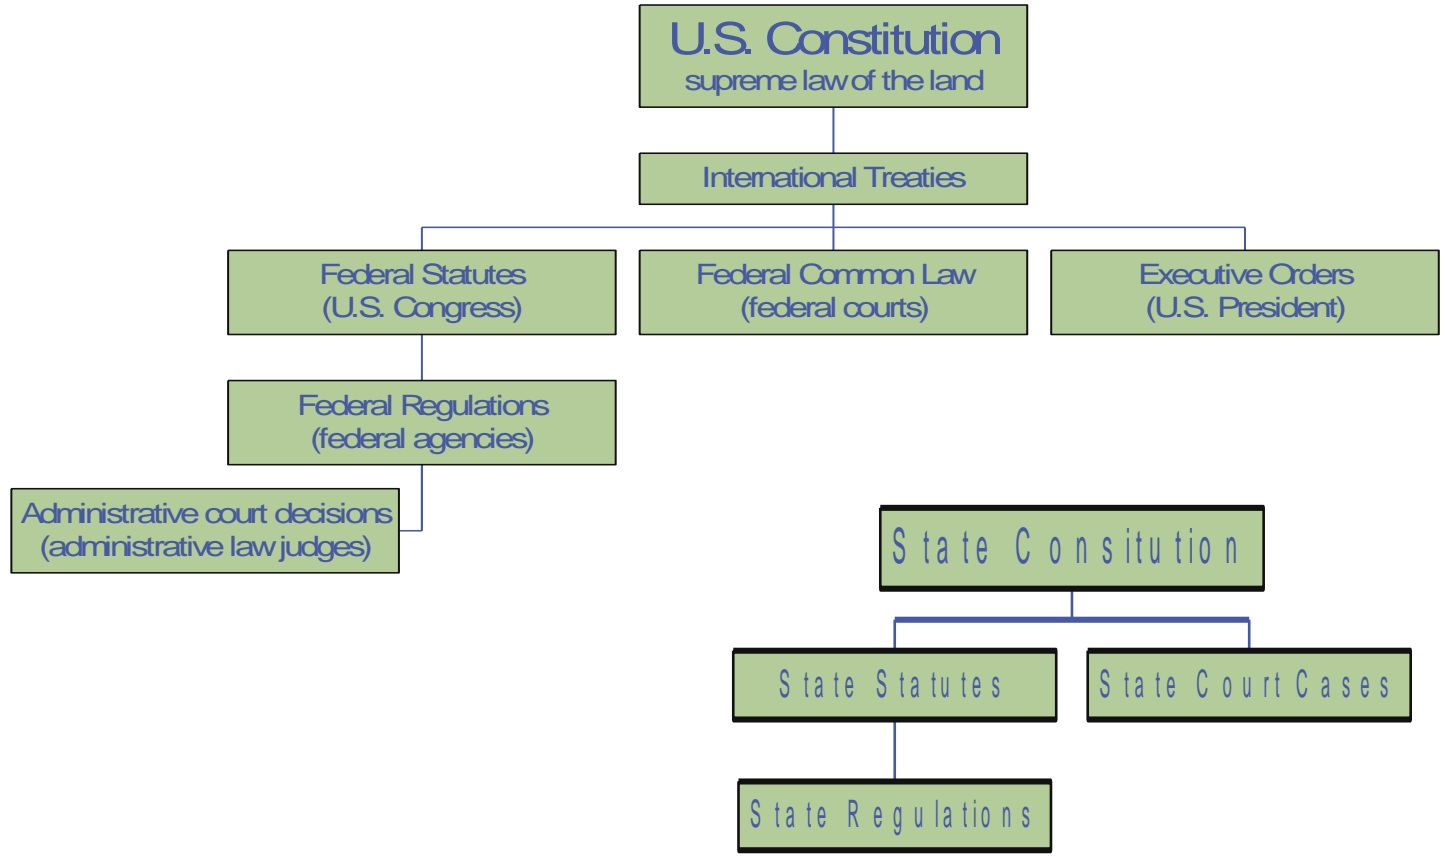 U.S. Constitution
supreme law of the land
International Treaties
Federal Statutes
(U.S. Congress)
Federal Common Law
(federal courts)
Executive Orders
(U.S. President)
Federal Regulations
(federal agencies)
Administrative court decisions
(administrative law judges)
State Consitution
State Statutes
State Court Cases
State Regulations